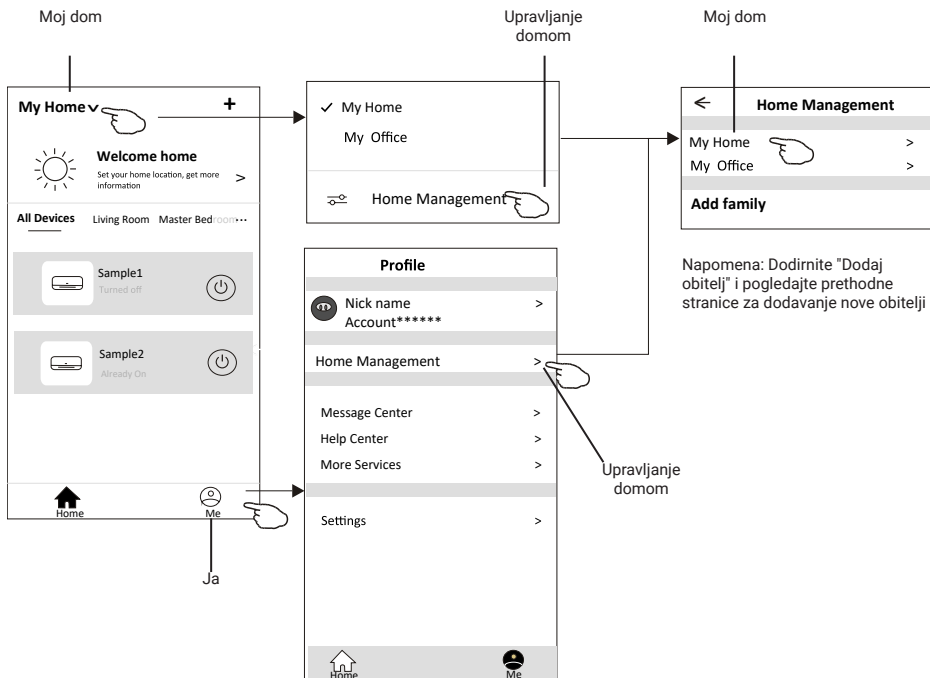 Moj dom
Upravljanje
domom
Moj dom
My Home
+
Welcome home
Set your home location, get more
information
>
All Devices
Living Room
Master Bedroom...
Sample1
Turned off
Sample2
Already On
Home
Me
Ja
✓ My Home
My Office
Home Management
Profile
Nick name
>
Account******
Home Management
>
Message Center
>
Help Center
>
More Services
>
Settings
>
Home
Me
Upravljanje
domom
Home Management
My Home
>
My Office
>
Add family
Napomena: Dodirnite "Dodaj
obitelj" i pogledajte prethodne
stranice za dodavanje nove obitelji